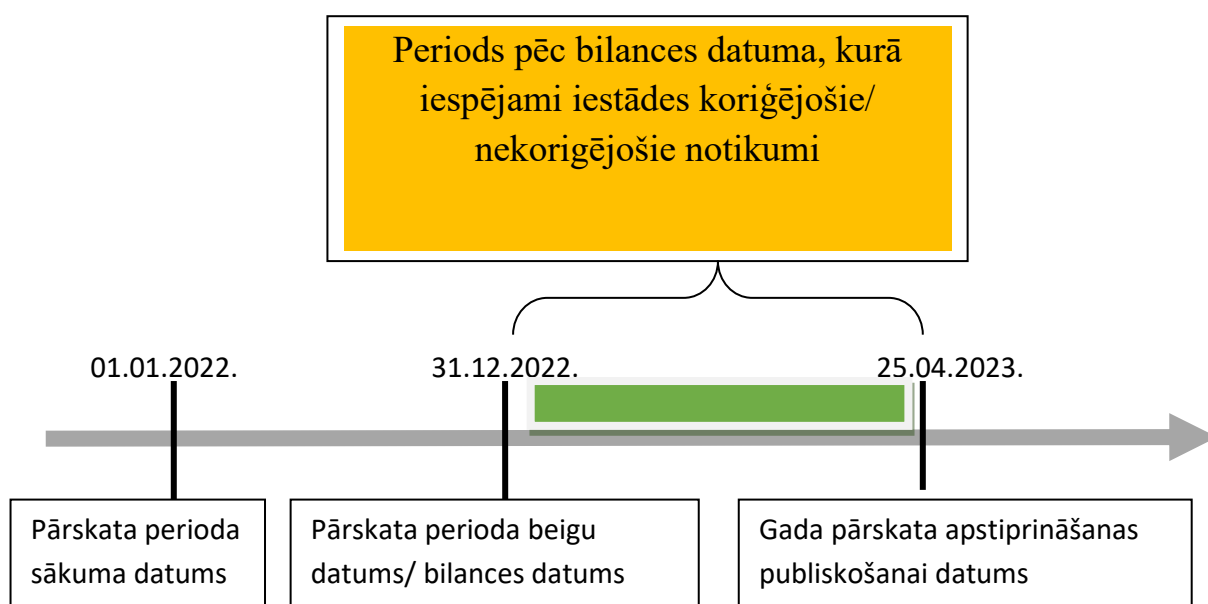 Periods pēc bilances datuma, kurā
iespējami iestādes koriģējošie/
nekorigējošie notikumi
01.01.2022.
31.12.2022.
25.04.2023.
Pārskata perioda
sākuma datums
Pārskata perioda beigu
datums/ bilances datums
Gada pārskata apstiprināšanas
publiskošanai datums